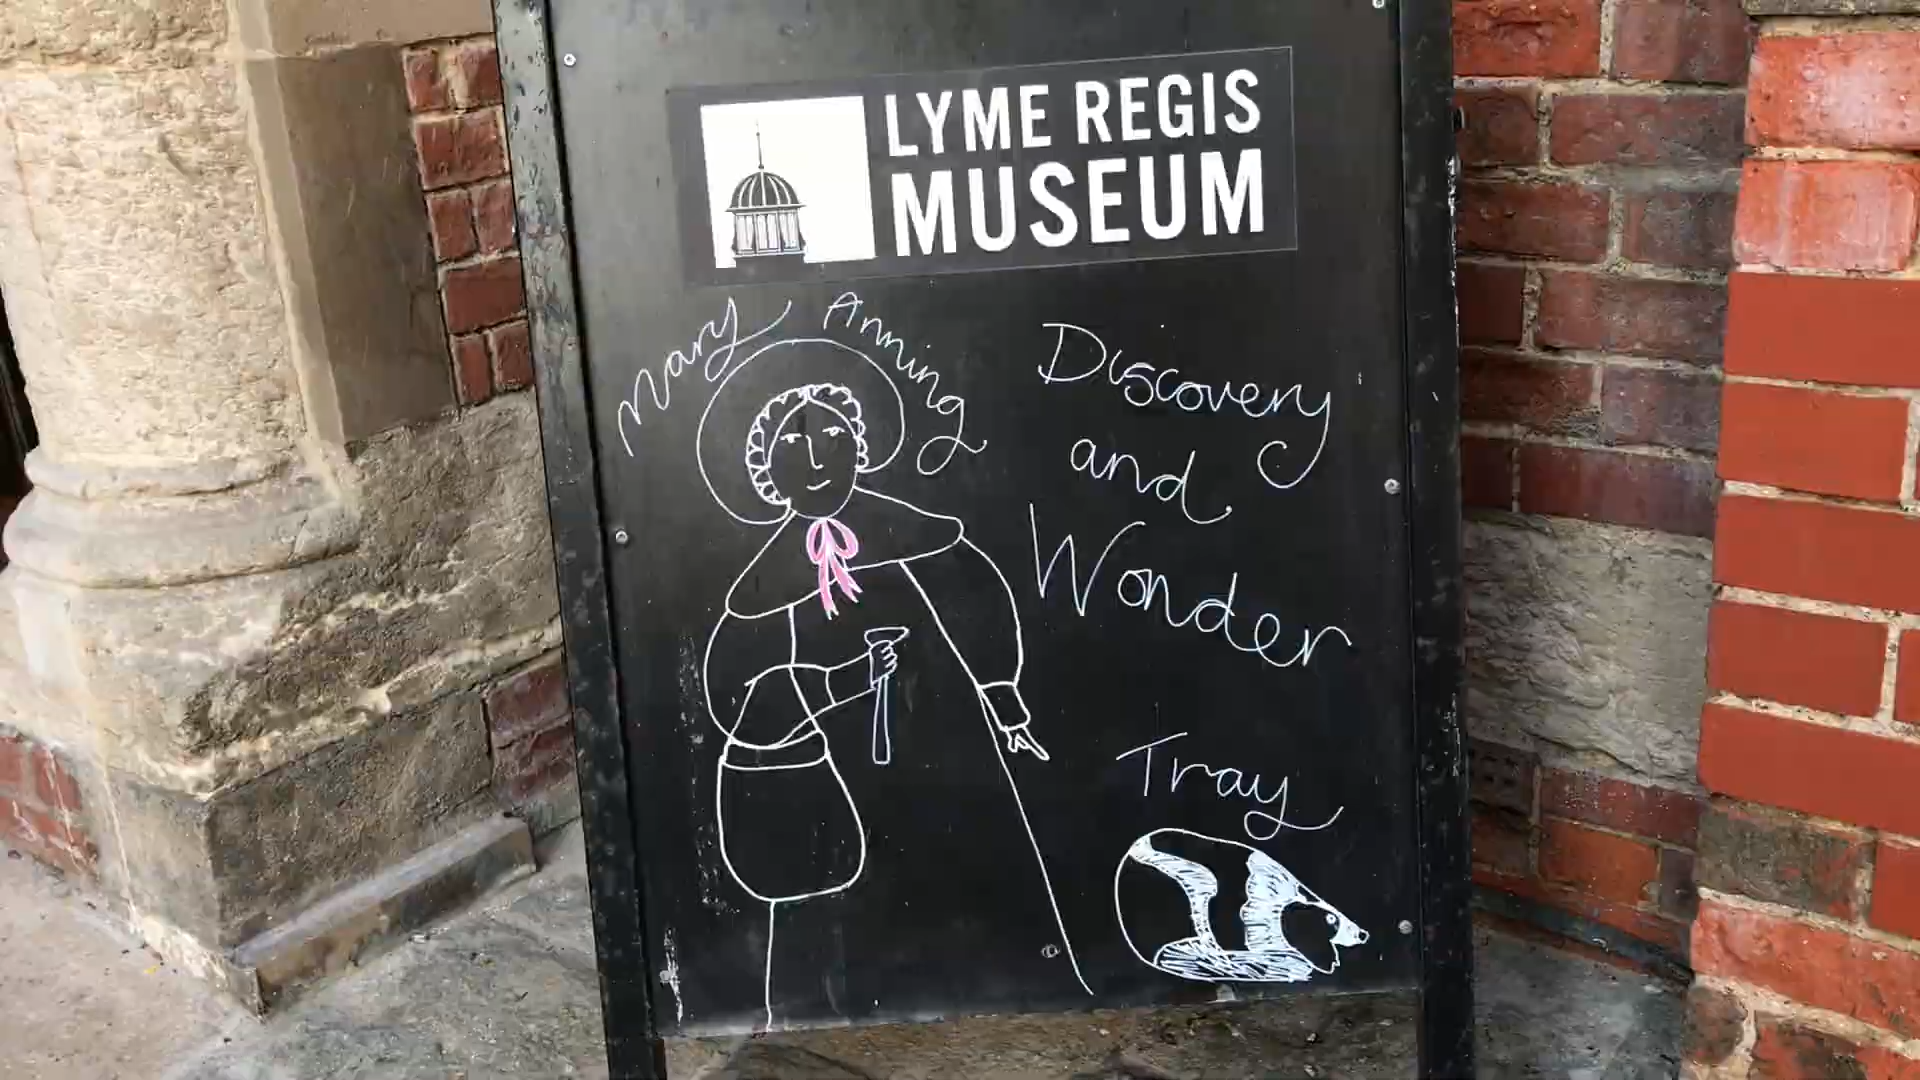 LYME REGIS
MUSEUM
Mary Anning
Discovery
and
Wonder
Tray